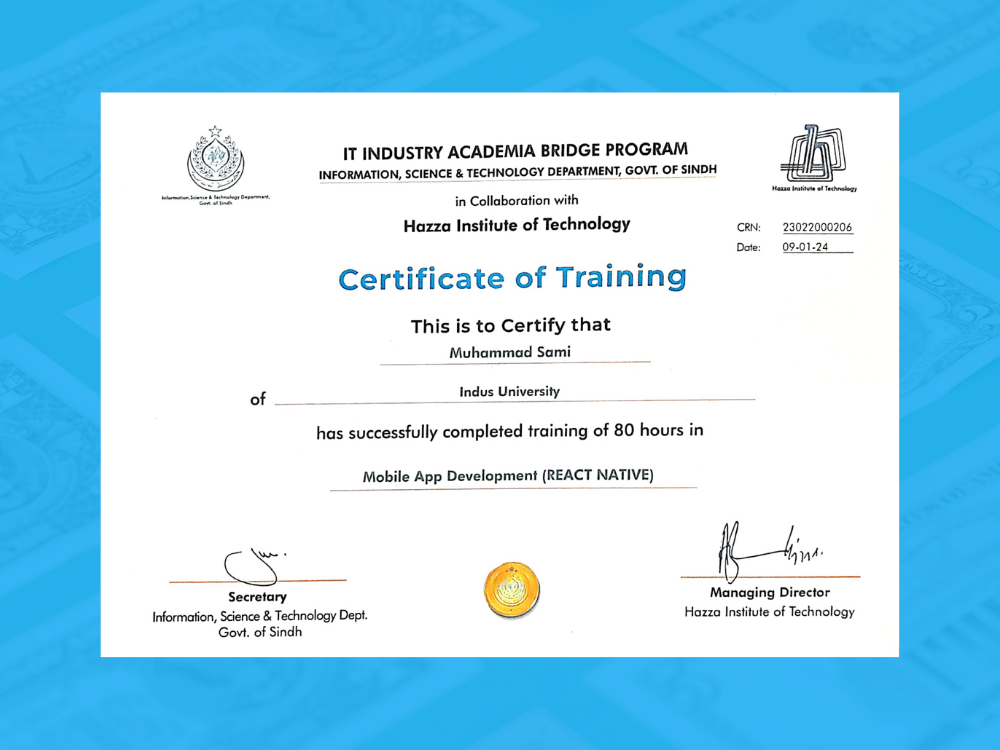 IT INDUSTRY ACADEMIA BRIDGE PROGRAM
INFORMATION, SCIENCE & TECHNOLOGY DEPARTMENT, GOVT. OF SINDH
in Collaboration with
Hazza Institute of Technology
Information, Science & Technology Department,
Govt. of Sindh
Hazza Institute of Technology
CRN: 23022000206
Date: 09-01-24
Certificate of Training
This is to Certify that
Muhammad Sami
of Indus University
has successfully completed training of 80 hours in
Mobile App Development (REACT NATIVE)
Secretary
Information, Science & Technology Dept.
Govt. of Sindh
Managing Director
Hazza Institute of Technology